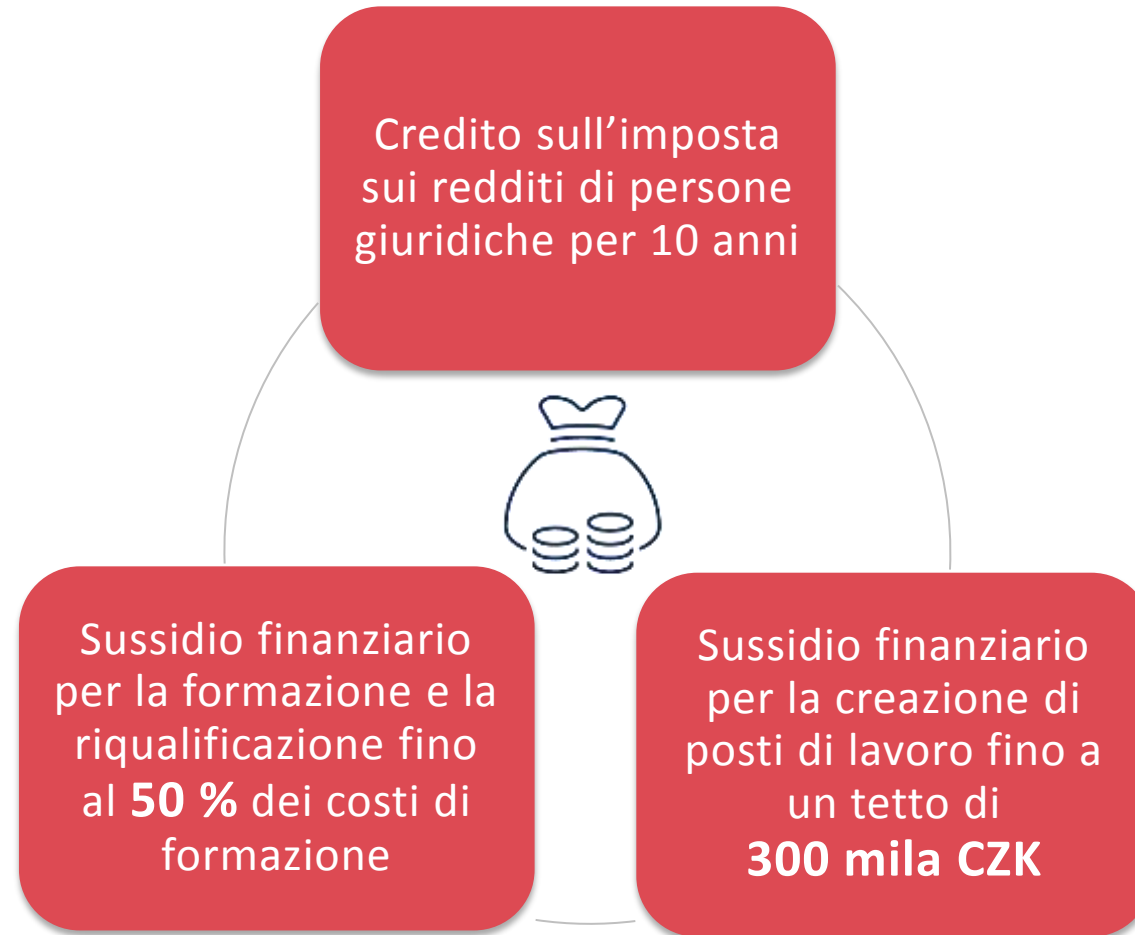 Credito sull’imposta
sui redditi di persone
giuridiche per 10 anni
Sussidio finanziario
per la formazione e la
riqualificazione fino
al 50 % dei costi di
formazione
Sussidio finanziario
per la creazione di
posti di lavoro fino a
un tetto di
300 mila CZK